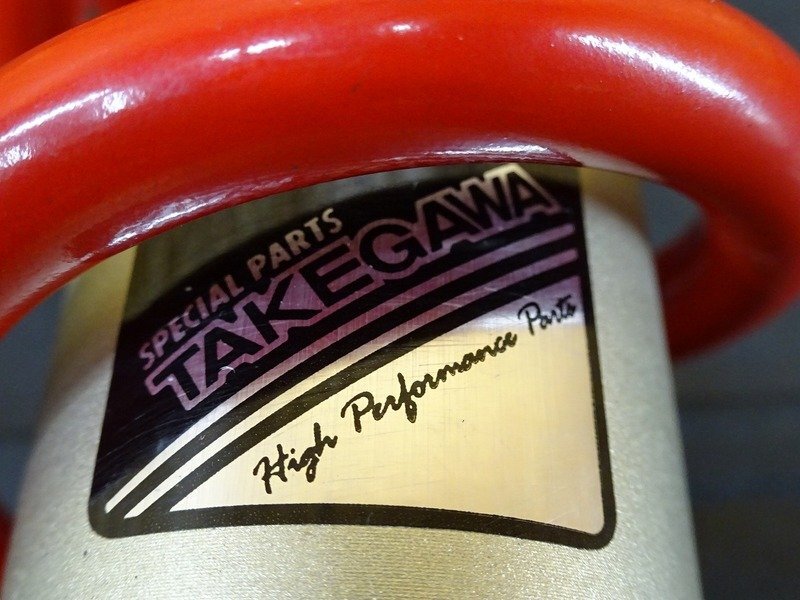 SPECIAL PARTS
TAKEGAWA
High Performance Parts